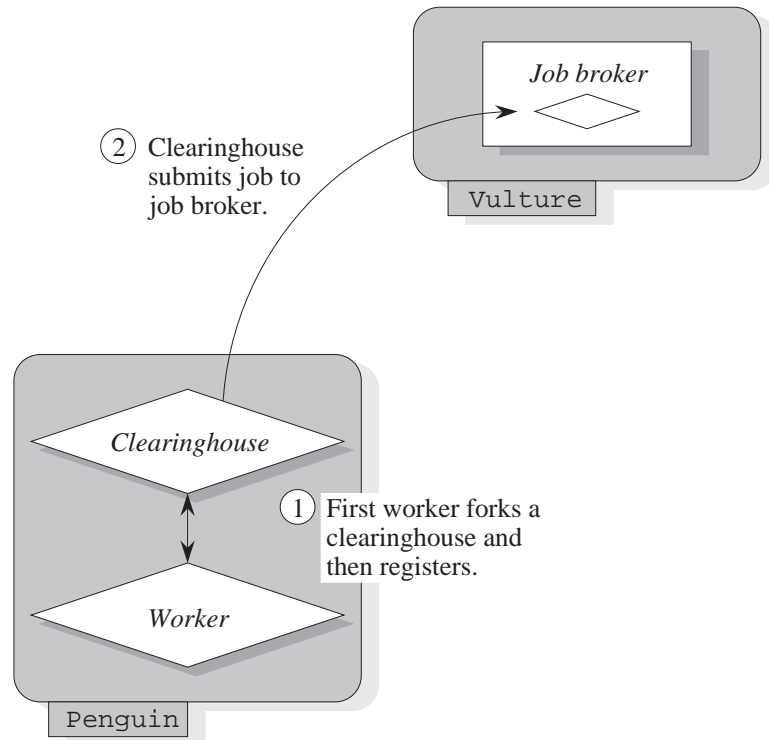 Job broker
Vulture
2 Clearinghouse
submits job to
job broker.
Clearinghouse
1 First worker forks a
clearinghouse and
then registers.
Worker
Penguin